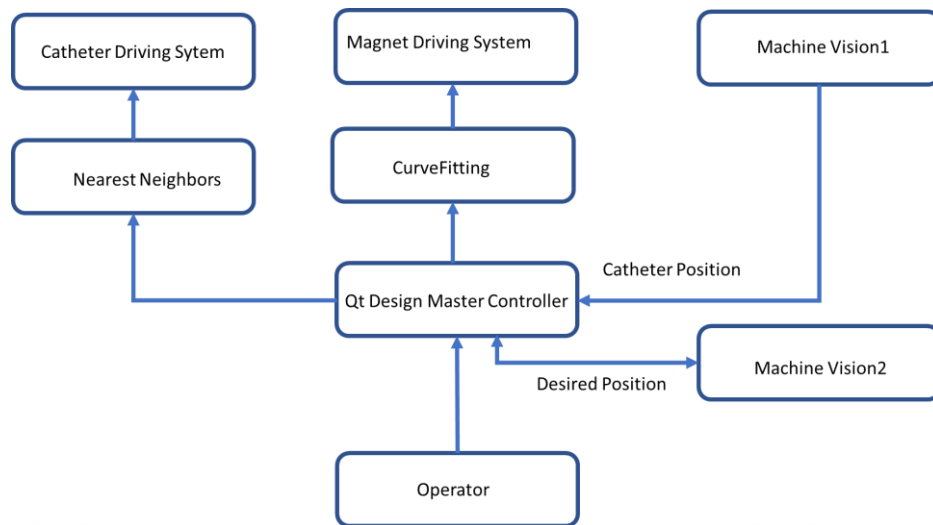 Catheter Driving Sytem
Magnet Driving System
Machine Vision1
Nearest Neighbors
CurveFitting
Catheter Position
Qt Design Master Controller
Desired Position
Machine Vision2
Operator